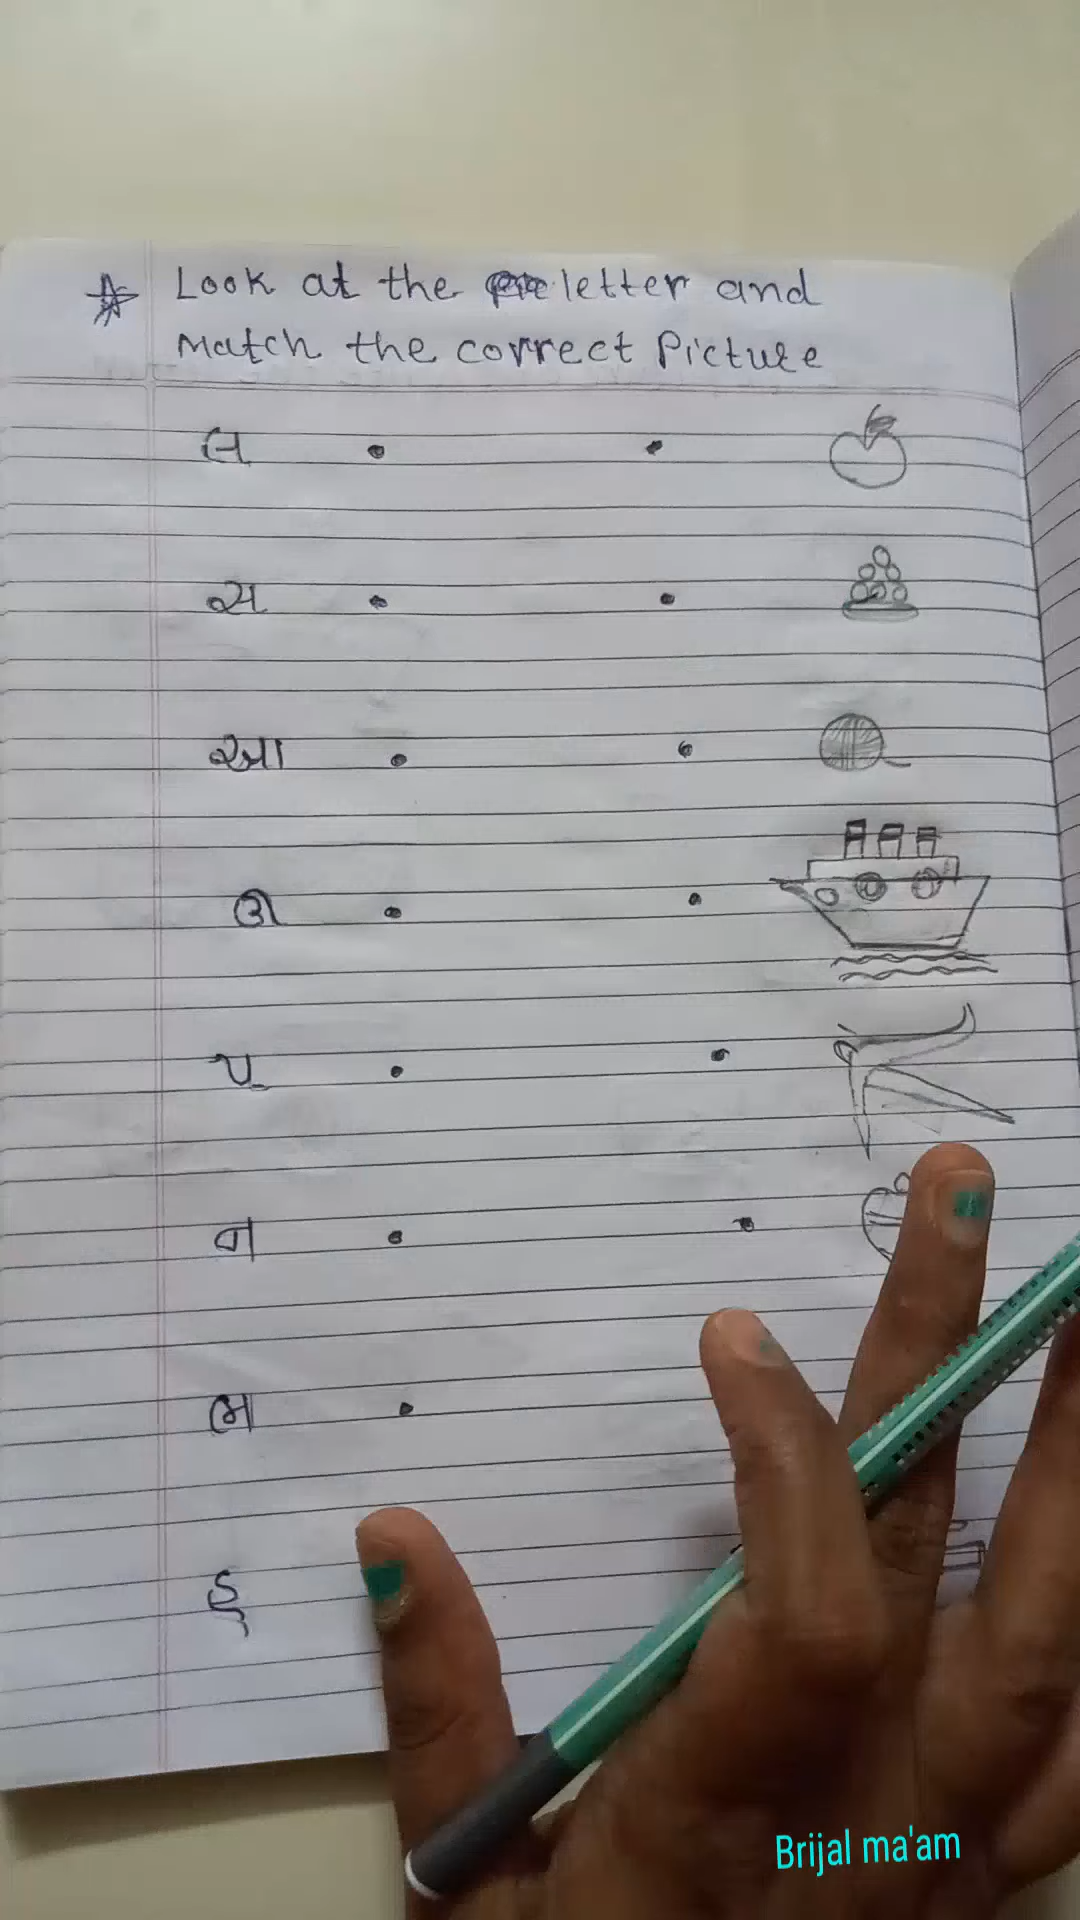 Look at the letter and
Match the correct Picture
લ
સ
આ
ઊ
પ
ગ
ભ
હ
Brijal ma'am